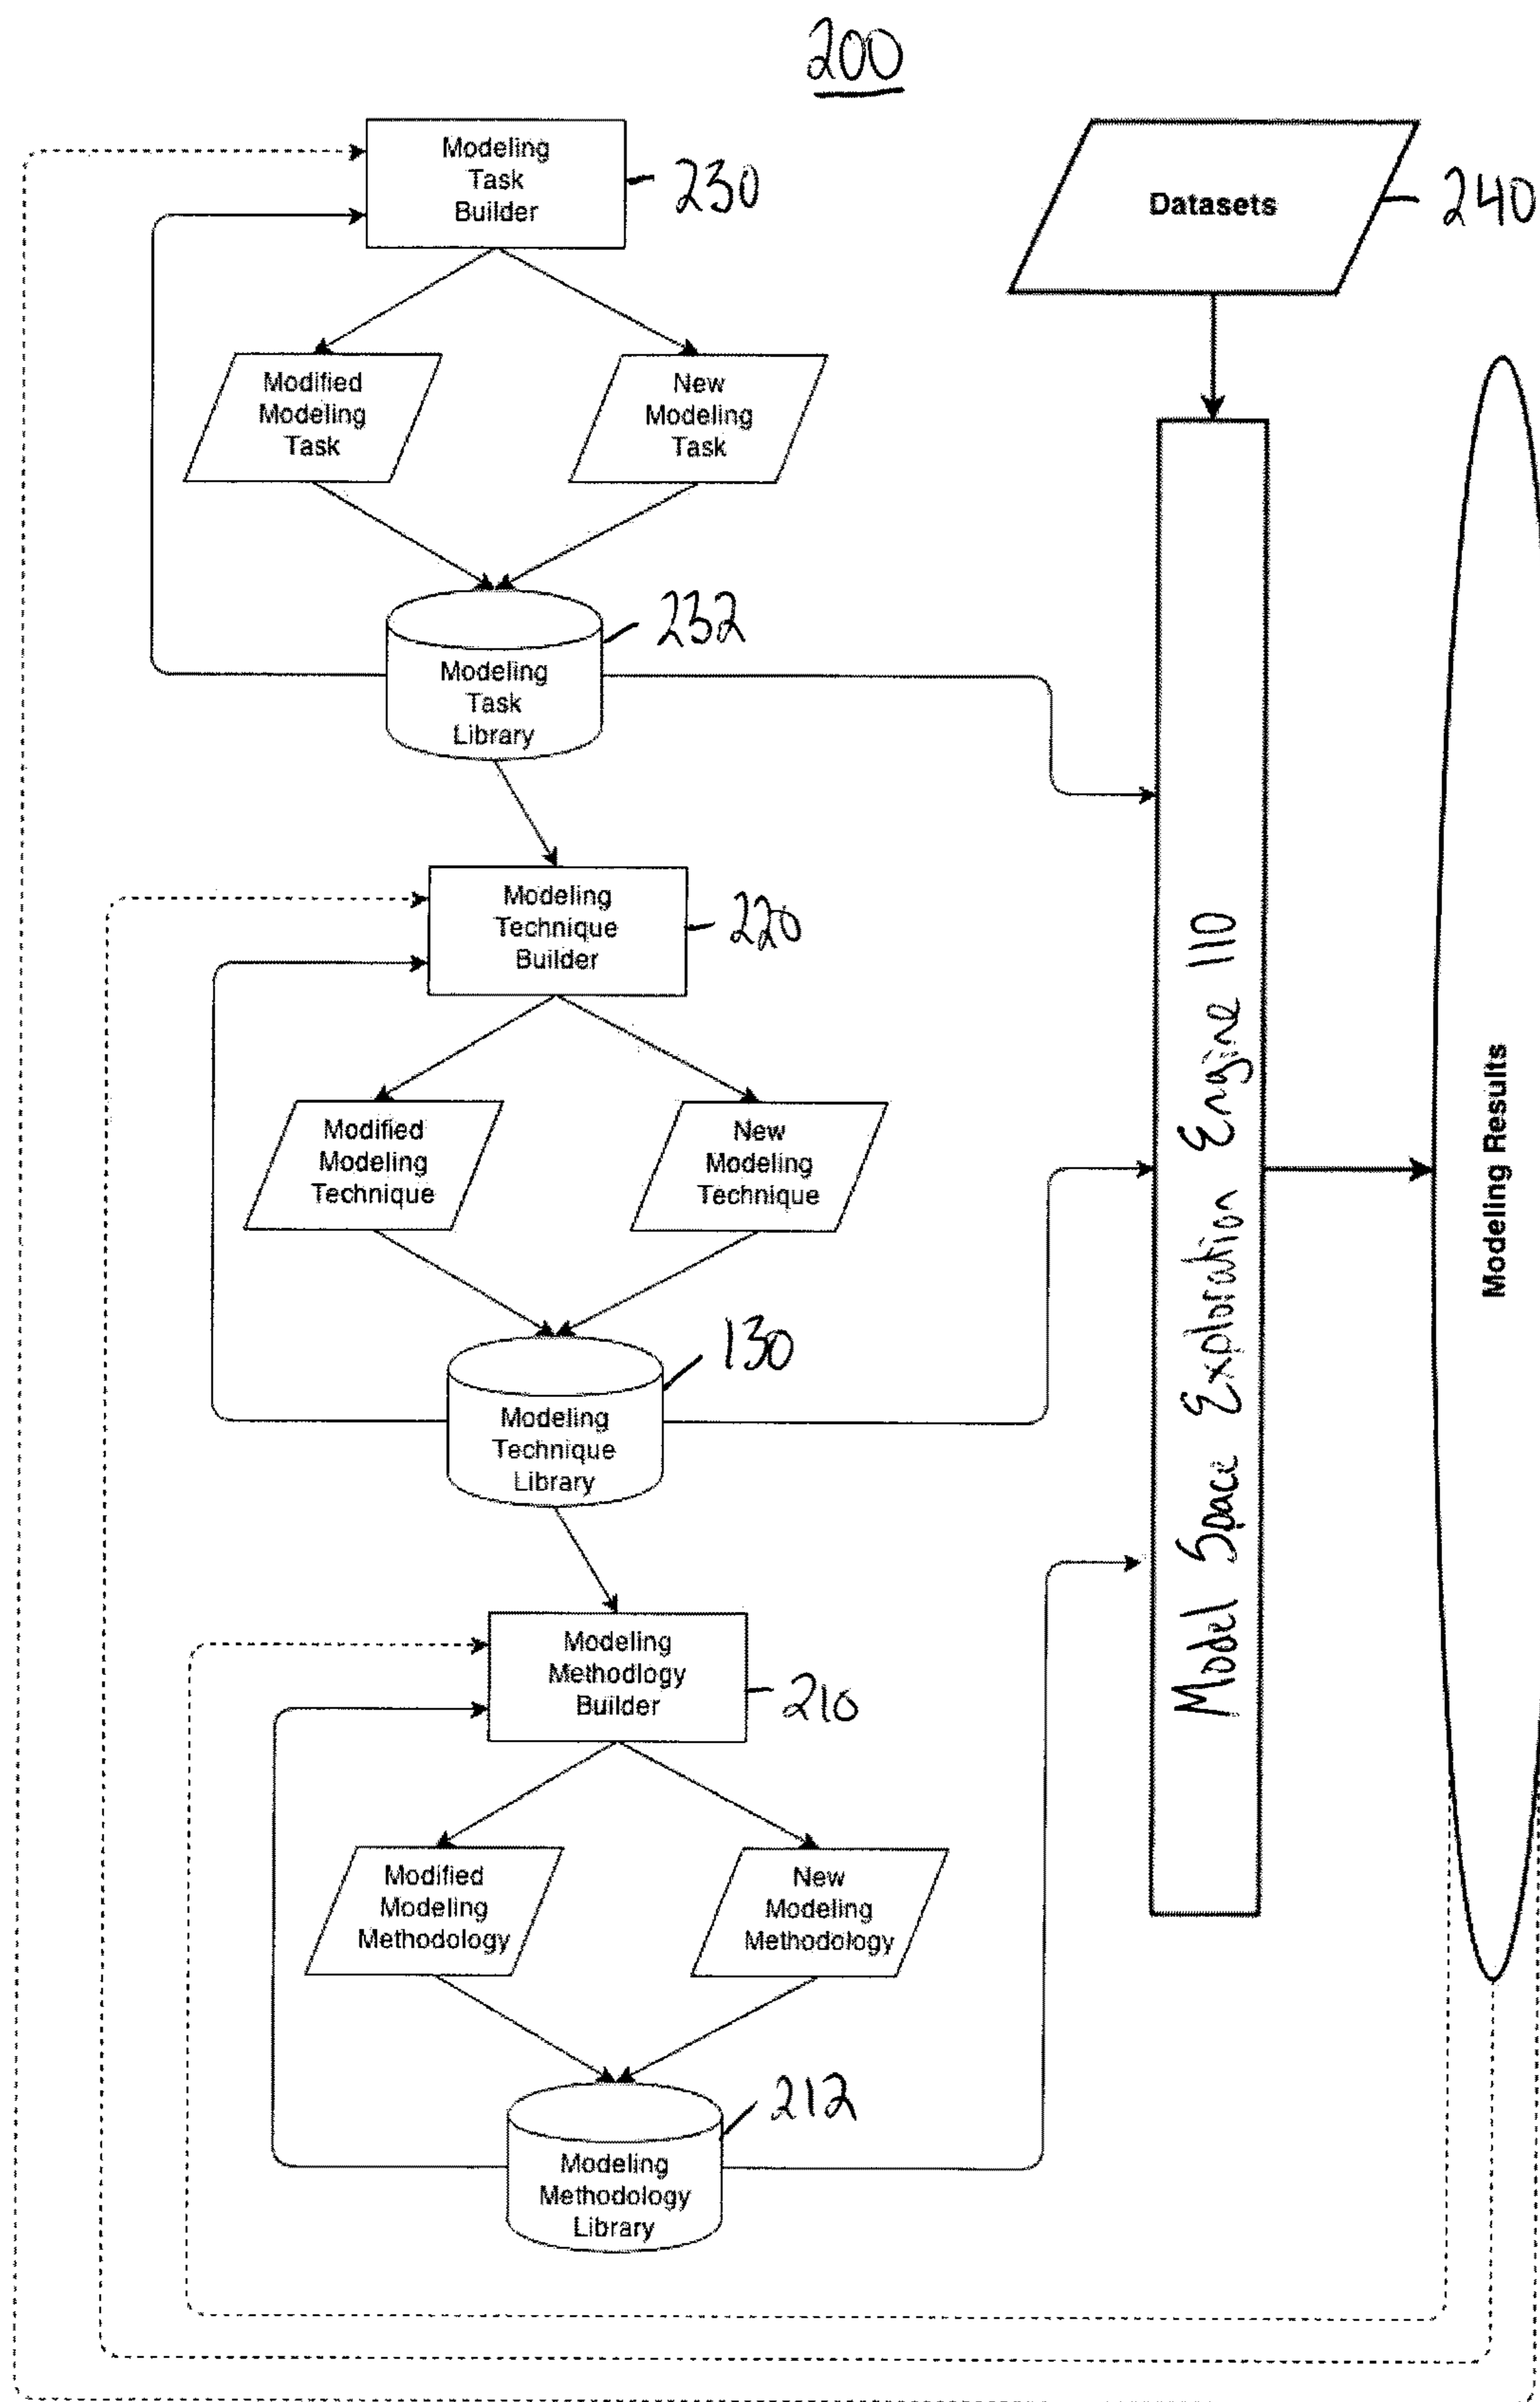 200
Modeling
Task
Builder
230
Datasets
240
Modified
Modeling
Task
New
Modeling
Task
232
Modeling
Task
Library
Modeling
Technique
Builder
220
Modified
Modeling
Technique
New
Modeling
Technique
130
Modeling
Technique
Library
Modeling
Methodlogy
Builder
210
Modified
Modeling
Methodology
New
Modeling
Methodology
212
Modeling
Methodology
Library
Model Space Exploration Engine 110
Modeling Results